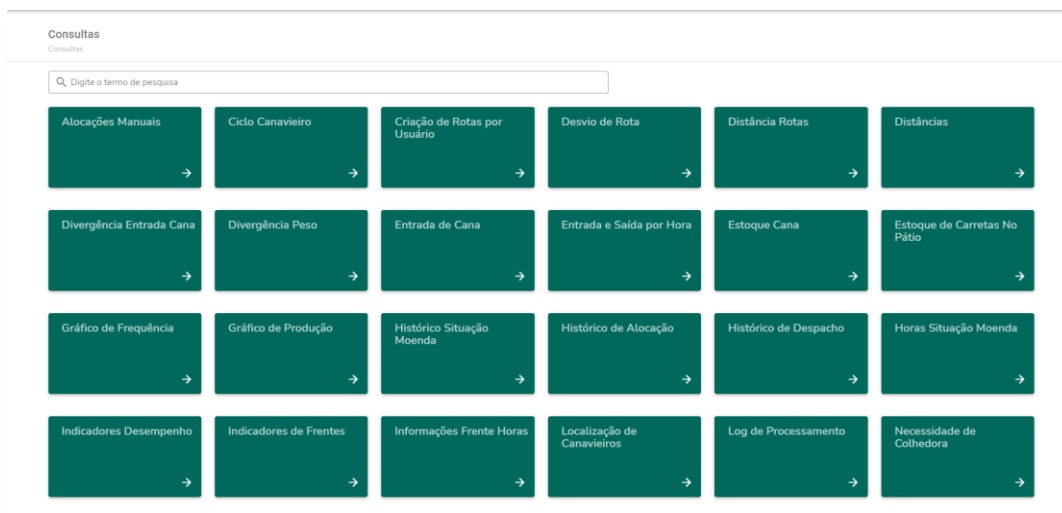 Consultas
Consultas
Digite o termo de pesquisa
Alocações Manuais
Ciclo Canavieiro
Criação de Rotas por
Usuário
Desvio de Rota
Distância Rotas
Distâncias
Divergência Entrada Cana
Divergência Peso
Entrada de Cana
Entrada e Saída por Hora
Estoque Cana
Estoque de Carretas No
Pátio
Gráfico de Frequência
Gráfico de Produção
Histórico Situação
Moenda
Histórico de Alocação
Histórico de Despacho
Horas Situação Moenda
Indicadores Desempenho
Indicadores de Frentes
Informações Frente Horas
Localização de
Canavieiros
Log de Processamento
Necessidade de
Colhedora